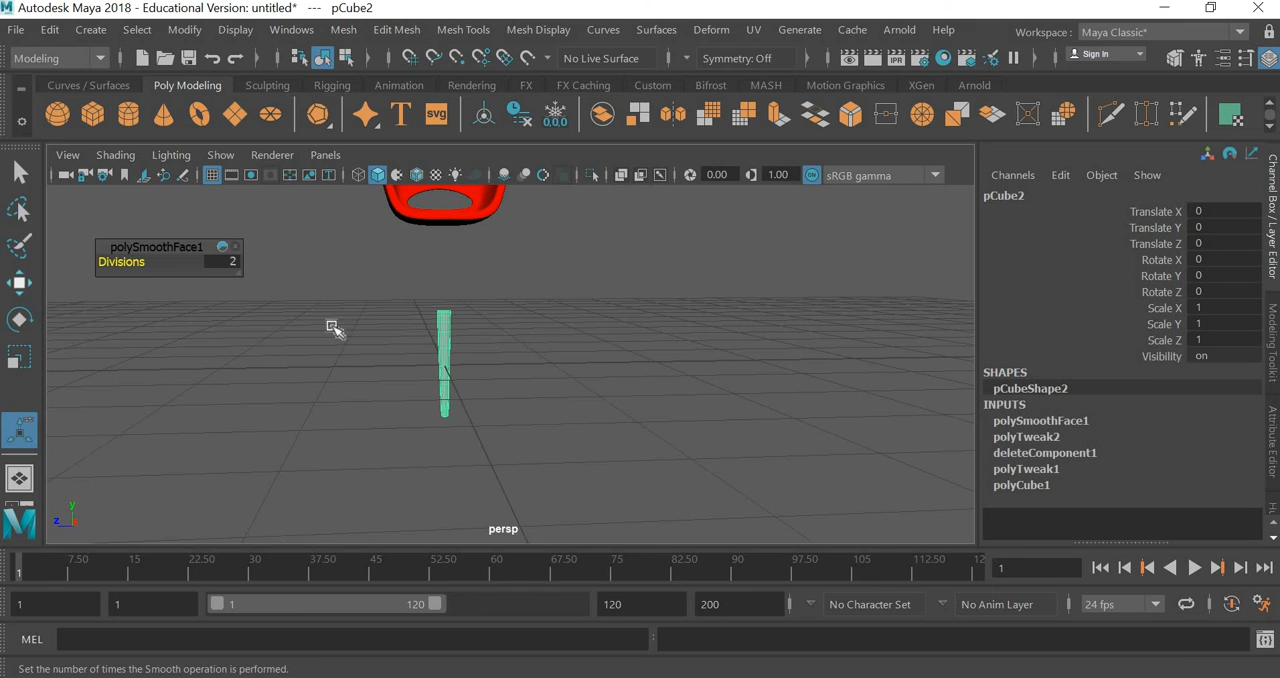 Autodesk Maya 2018 - Educational Version: untitled*   ---   pCube2
File Edit Create Select Modify Display Windows Mesh Edit Mesh Mesh Tools Mesh Display Curves Surfaces Deform UV Generate Cache Arnold Help Workspace : Maya Classic*
Modeling No Live Surface Symmetry: Off IPR Sign In
Curves / Surfaces Poly Modeling Sculpting Rigging Animation Rendering FX FX Caching Custom Bifrost MASH Motion Graphics XGen Arnold
T SVG 0,0,0
View Shading Lighting Show Renderer Panels
0.00 1.00 sRGB gamma
Channels Edit Object Show
pCube2
Translate X 0
Translate Y 0
Translate Z 0
Rotate X 0
Rotate Y 0
Rotate Z 0
Scale X 1
Scale Y 1
Scale Z 1
Visibility on
SHAPES
pCubeShape2
INPUTS
polySmoothFace1
polyTweak2
deleteComponent1
polyTweak1
polyCube1
Channel Box / Layer Editor
Modeling Toolkit
Attribute Editor
polySmoothFace1
Divisions 2
y
z
persp
7.50 15 22.50 30 37.50 45 52.50 60 67.50 75 82.50 90 97.50 105 112.50 12
1
1
1 1 1 120 120 200 No Character Set No Anim Layer 24 fps
MEL
Set the number of times the Smooth operation is performed.